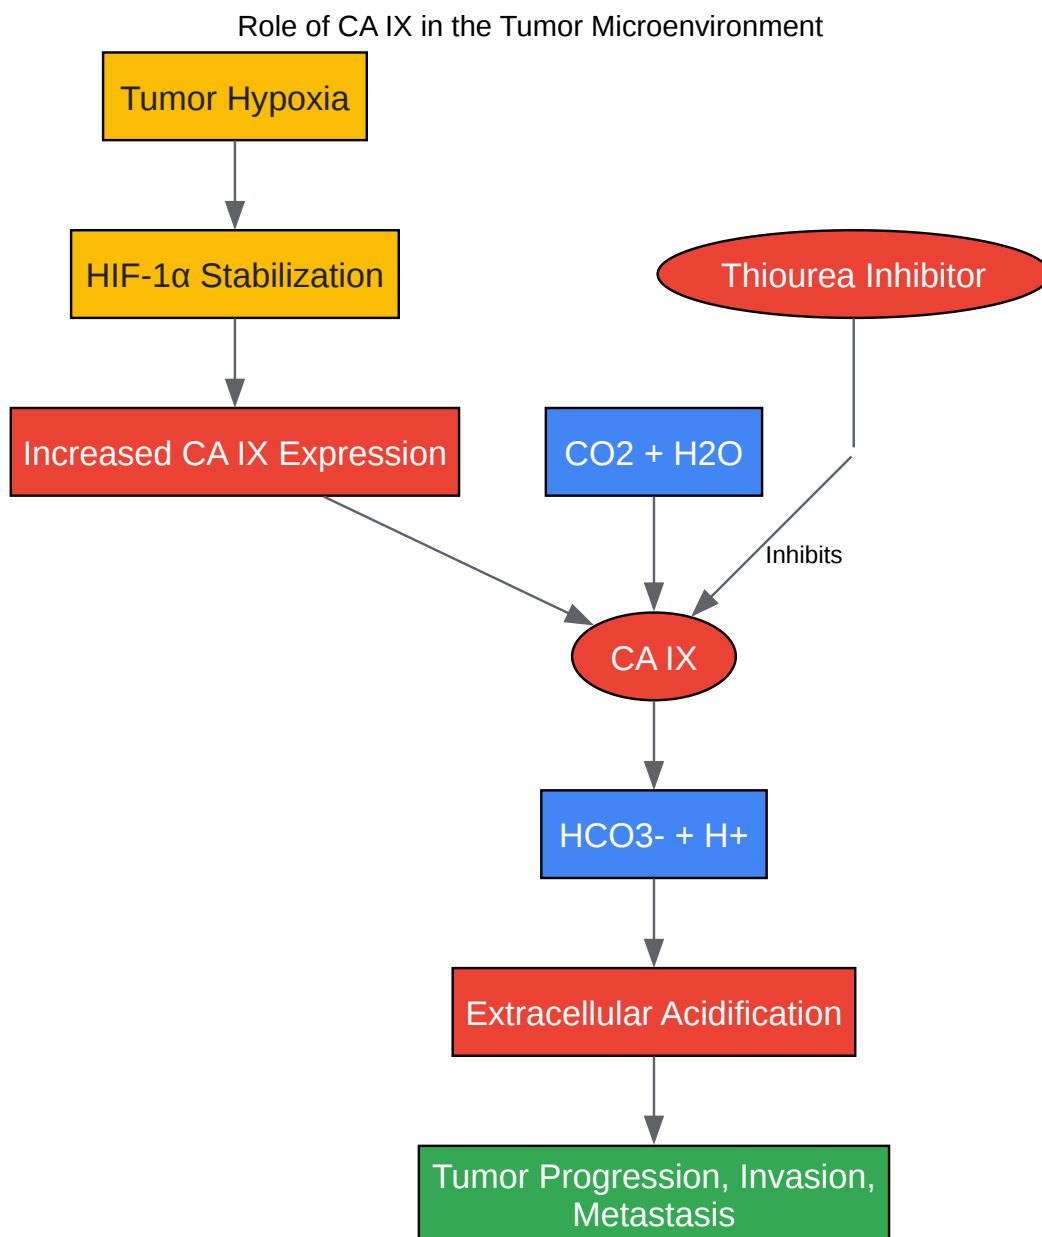 Role of CA IX in the Tumor Microenvironment
Tumor Hypoxia
HIF-1α Stabilization
Thiourea Inhibitor
Increased CA IX Expression
CO2 + H2O
Inhibits
CA IX
HCO3- + H+
Extracellular Acidification
Tumor Progression, Invasion,
Metastasis